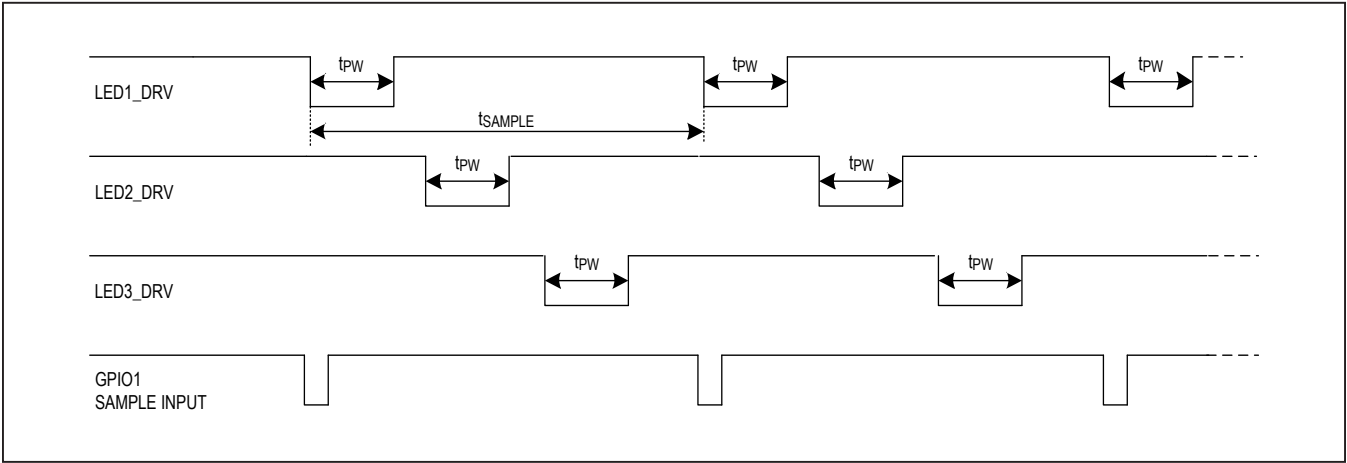 tPW
tPW
tPW
LED1_DRV
tSAMPLE
tPW
tPW
LED2_DRV
tPW
tPW
LED3_DRV
GPIO1
SAMPLE INPUT